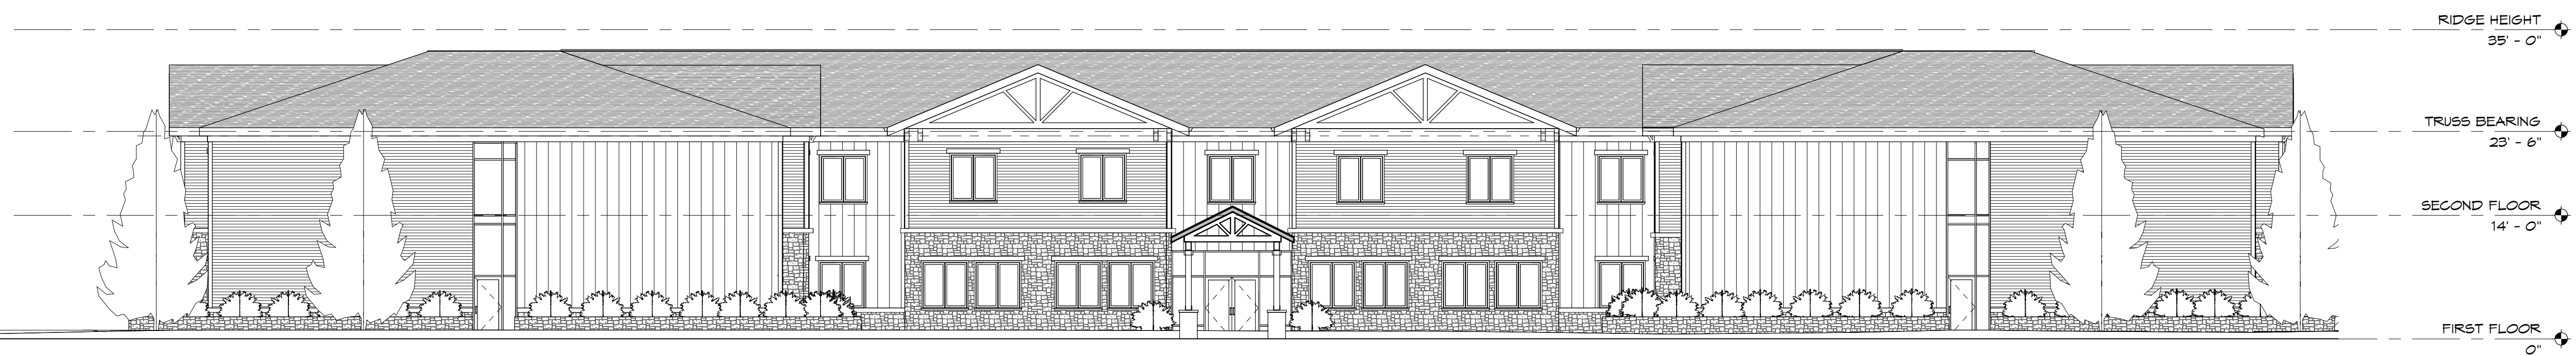 RIDGE HEIGHT
35' - 0"
TRUSS BEARING
23' - 6"
SECOND FLOOR
14' - 0"
FIRST FLOOR
0"